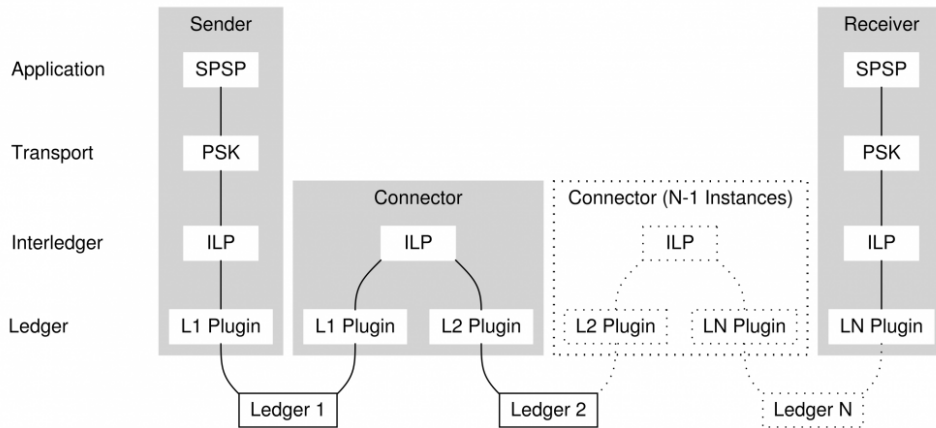 Sender
Receiver
Application
SPSP
SPSP
Transport
PSK
PSK
Connector
Connector (N-1 Instances)
Interledger
ILP
ILP
ILP
ILP
Ledger
L1 Plugin
L1 Plugin
L2 Plugin
L2 Plugin
LN Plugin
LN Plugin
Ledger 1
Ledger 2
Ledger N